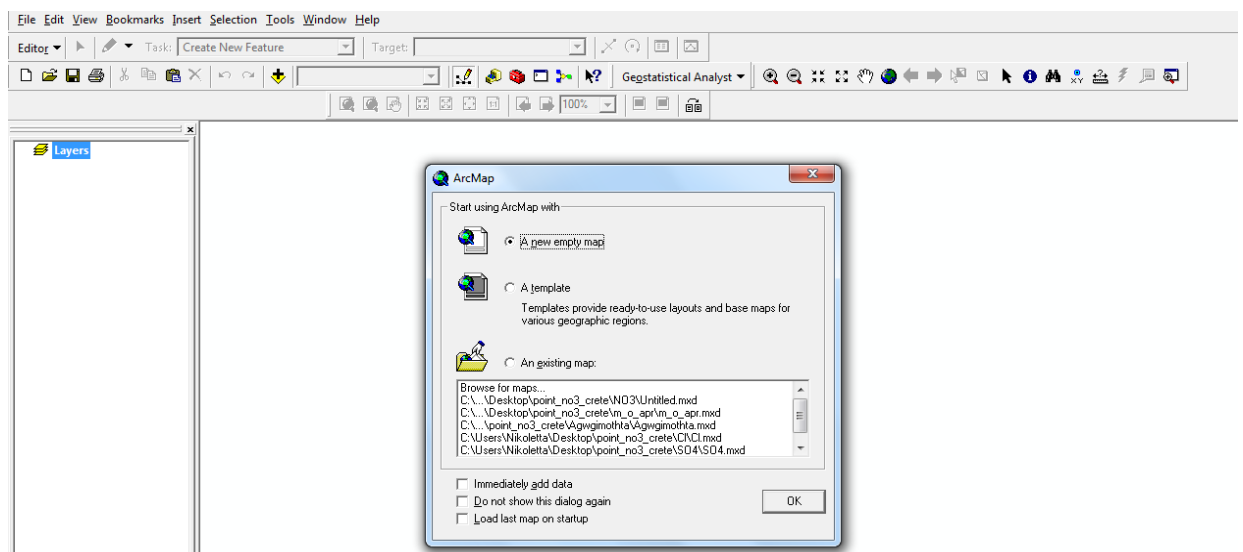 File Edit View Bookmarks Insert Selection Tools Window Help
Editor Task: Create New Feature Target:
Geostatistical Analyst
1:1 100%
Layers
ArcMap
Start using ArcMap with
A new empty map
A template
Templates provide ready-to-use layouts and base maps for
various geographic regions.
An existing map:
Browse for maps...
C:\...\Desktop\point_no3_crete\NO3\Untitled.mxd
C:\...\Desktop\point_no3_crete\m_o_apr\m_o_apr.mxd
C:\...\point_no3_crete\Agwgimothta\Agwgimothta.mxd
C:\Users\Nikoletta\Desktop\point_no3_crete\Cl\Cl.mxd
C:\Users\Nikoletta\Desktop\point_no3_crete\SO4\SO4.mxd
Immediately add data
Do not show this dialog again
Load last map on startup
OK